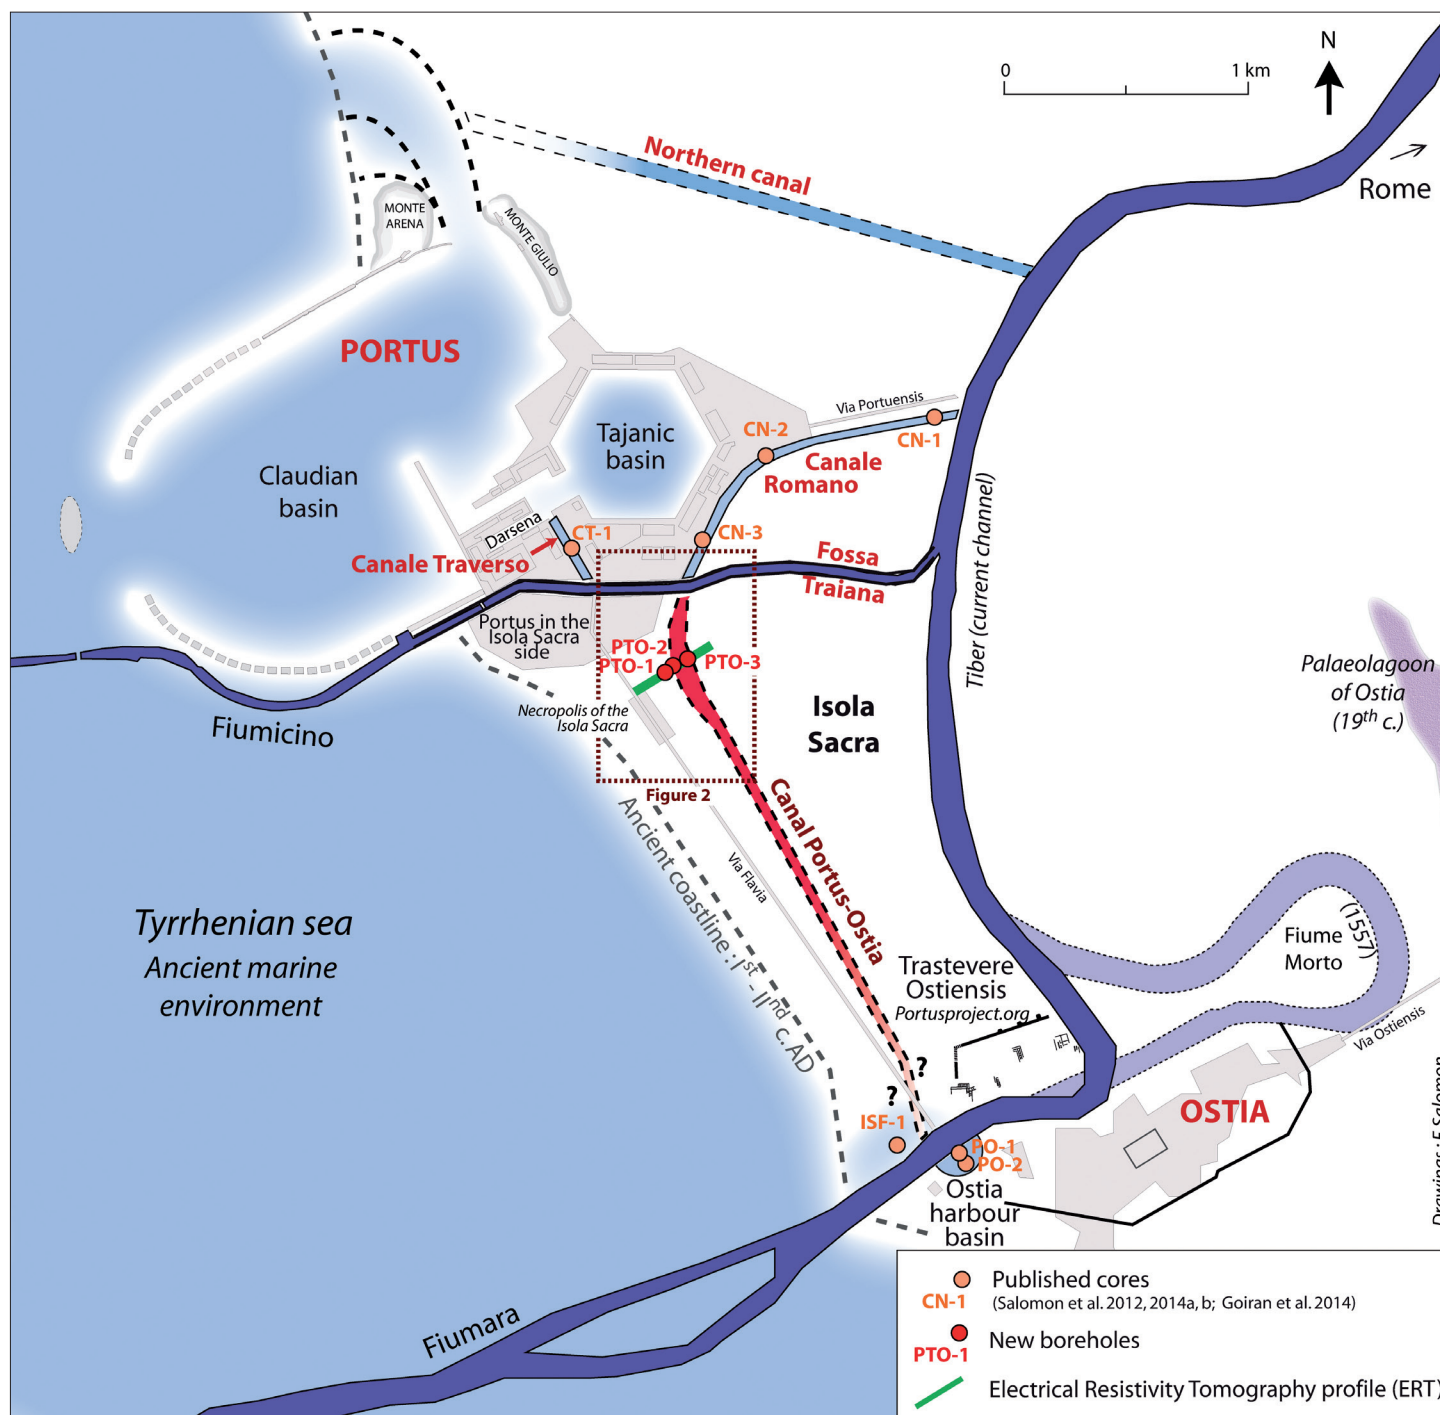 0
1 km
N
Rome
Northern canal
MONTE
ARENA
MONTE GIULIO
PORTUS
Via Portuensis
Tajanic
basin
CN-2
CN-1
Canale
Romano
Claudian
basin
Darsena
CT-1
CN-3
Canale Traverso
Fossa
Traiana
Tiber (current channel)
Portus in the
Isola Sacra
side
PTO-2
PTO-1
PTO-3
Palaeolagoon
of Ostia
(19th c.)
Necropolis of the
Isola Sacra
Isola
Sacra
Fiumicino
Figure 2
Ancient coastline : Ist - IInd c. AD
Via Flavia
Canal Portus-Ostia
Tyrrhenian sea
Ancient marine
environment
Fiume
Morto
(1557)
Trastevere
Ostiensis
Portusproject.org
Via Ostiensis
?
?
ISF-1
OSTIA
PO-1
PO-2
Ostia
harbour
basin
Drawings : F. Salomon
Fiumara
Published cores
CN-1
(Salomon et al. 2012, 2014a, b; Goiran et al. 2014)
New boreholes
PTO-1
Electrical Resistivity Tomography profile (ERT)